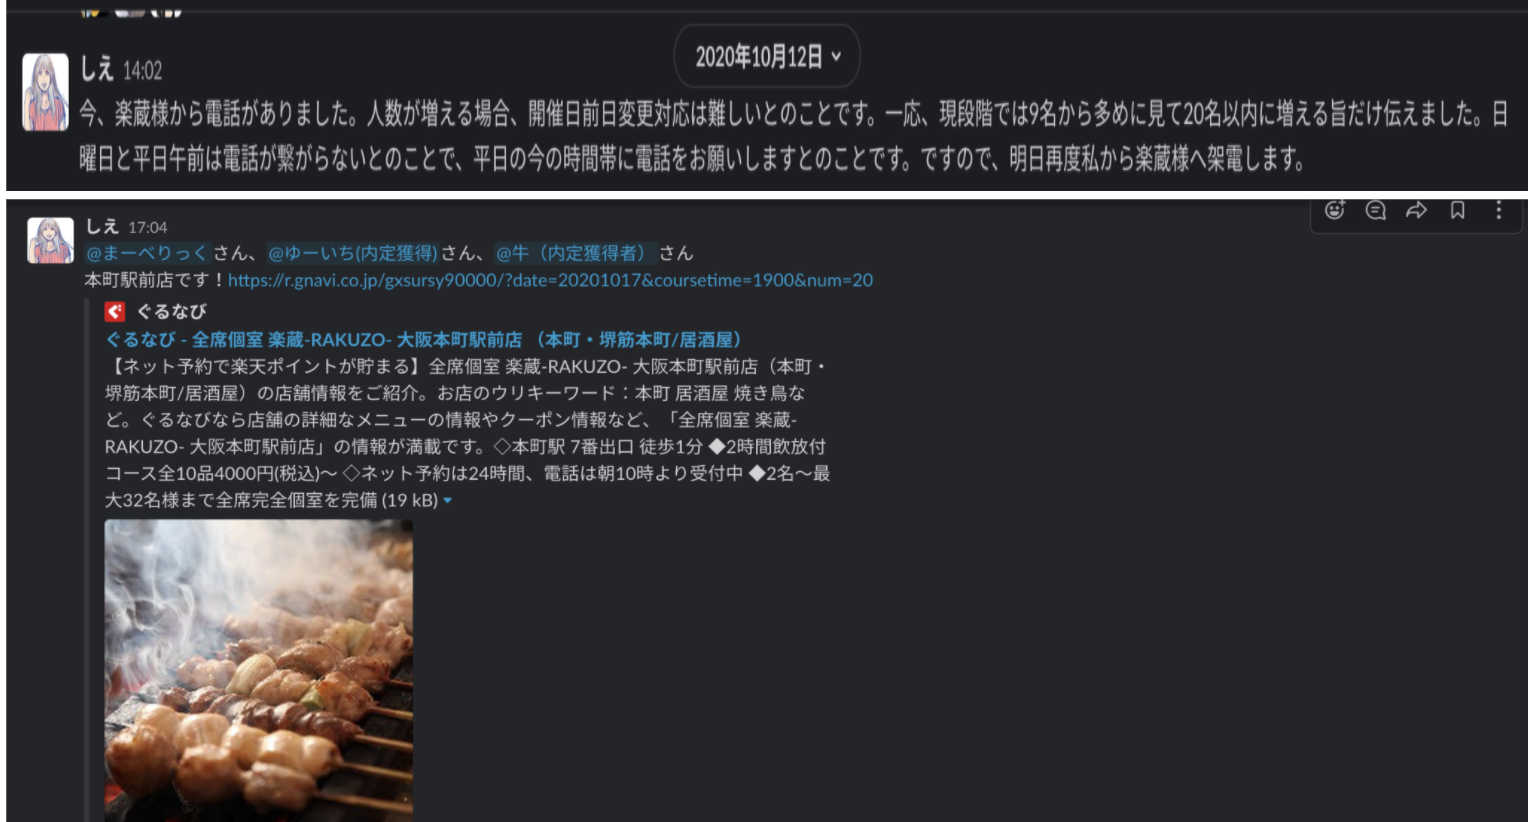 2020年10月12日
しえ 14:02
今、楽蔵様から電話がありました。人数が増える場合、開催日前日変更対応は難しいとのことです。一応、現段階では9名から多めに見て20名以内に増える旨だけ伝えました。日
曜日と平日午前は電話が繋がらないとのことで、平日の今の時間帯に電話をお願いしますとのことです。ですので、明日再度私から楽蔵様へ架電します。
しえ 17:04
@まーべりっく さん、@ゆーいち(内定獲得) さん、@牛（内定獲得者） さん
本町駅前店です！https://r.gnavi.co.jp/gxsursy90000/?date=20201017&coursetime=1900&num=20
ぐるなび
ぐるなび - 全席個室 楽蔵‐RAKUZO‐ 大阪本町駅前店 （本町・堺筋本町/居酒屋）
【ネット予約で楽天ポイントが貯まる】全席個室 楽蔵‐RAKUZO‐ 大阪本町駅前店（本町・
堺筋本町/居酒屋）の店舗情報をご紹介。お店のウリキーワード：本町 居酒屋 焼き鳥な
ど。ぐるなびなら店舗の詳細なメニューの情報やクーポン情報など、「全席個室 楽蔵‐
RAKUZO‐ 大阪本町駅前店」の情報が満載です。◇本町駅 7番出口 徒歩1分 ◆2時間飲放付
コース全10品4000円(税込)～ ◇ネット予約は24時間、電話は朝10時より受付中 ◆2名～最
大32名様まで全席完全個室を完備 (19 kB)